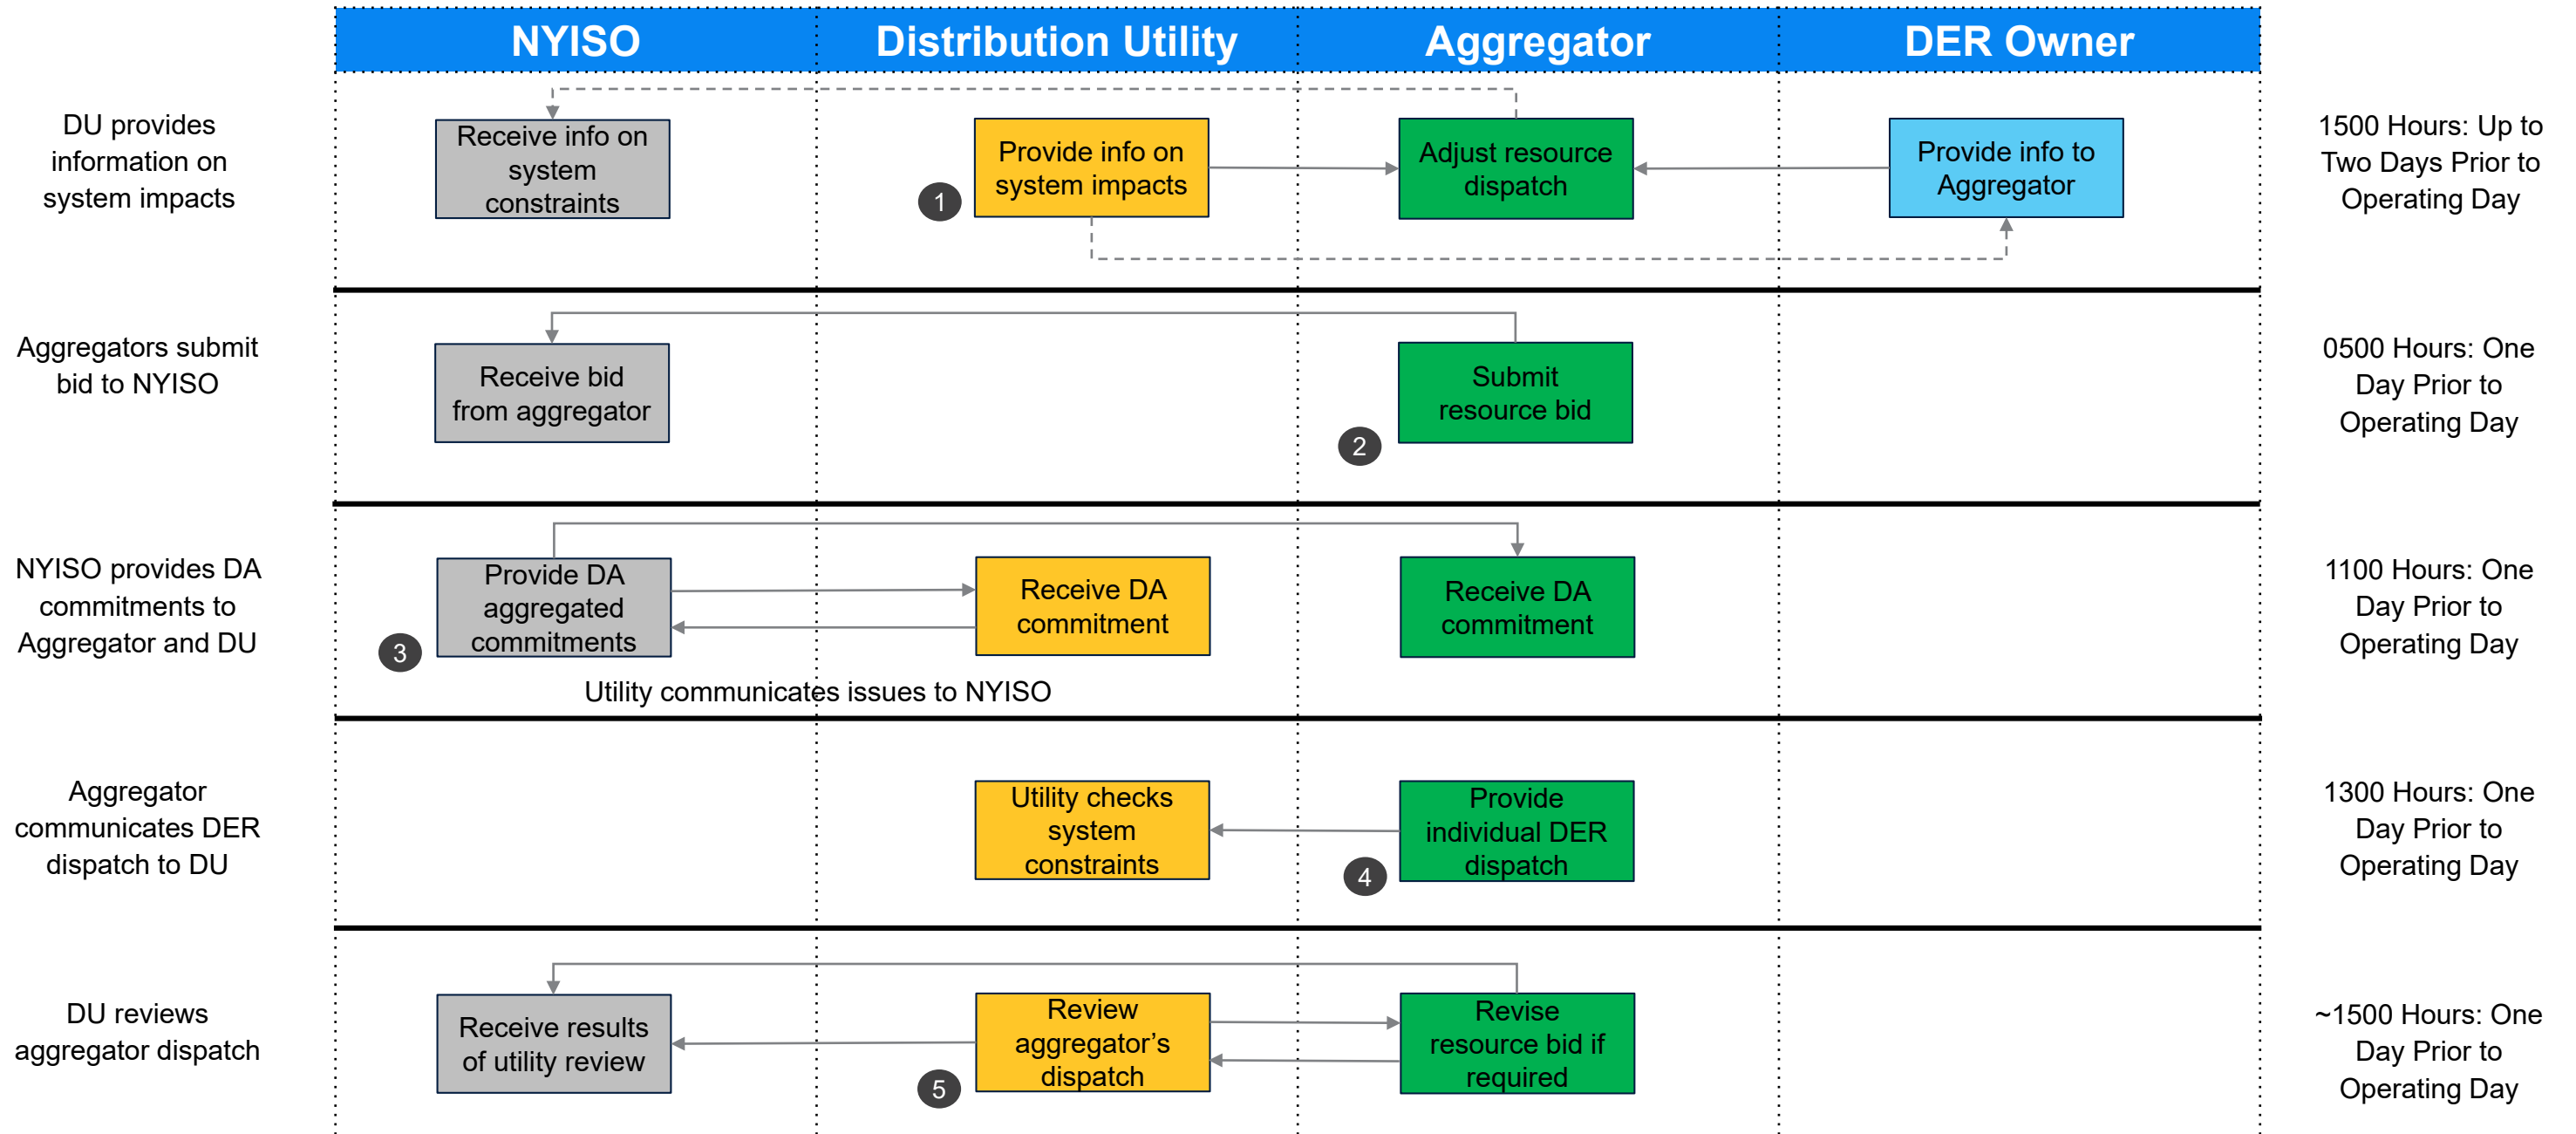 NYISO
Distribution Utility
Aggregator
DER Owner
DU provides
information on
system impacts
Receive info on
system
constraints
1
Provide info on
system impacts
Adjust resource
dispatch
Provide info to
Aggregator
1500 Hours: Up to
Two Days Prior to
Operating Day
Aggregators submit
bid to NYISO
Receive bid
from aggregator
2
Submit
resource bid
0500 Hours: One
Day Prior to
Operating Day
NYISO provides DA
commitments to
Aggregator and DU
3
Provide DA
aggregated
commitments
Receive DA
commitment
Receive DA
commitment
Utility communicates issues to NYISO
1100 Hours: One
Day Prior to
Operating Day
Aggregator
communicates DER
dispatch to DU
Utility checks
system
constraints
4
Provide
individual DER
dispatch
1300 Hours: One
Day Prior to
Operating Day
DU reviews
aggregator dispatch
Receive results
of utility review
5
Review
aggregator’s
dispatch
Revise
resource bid if
required
~1500 Hours: One
Day Prior to
Operating Day